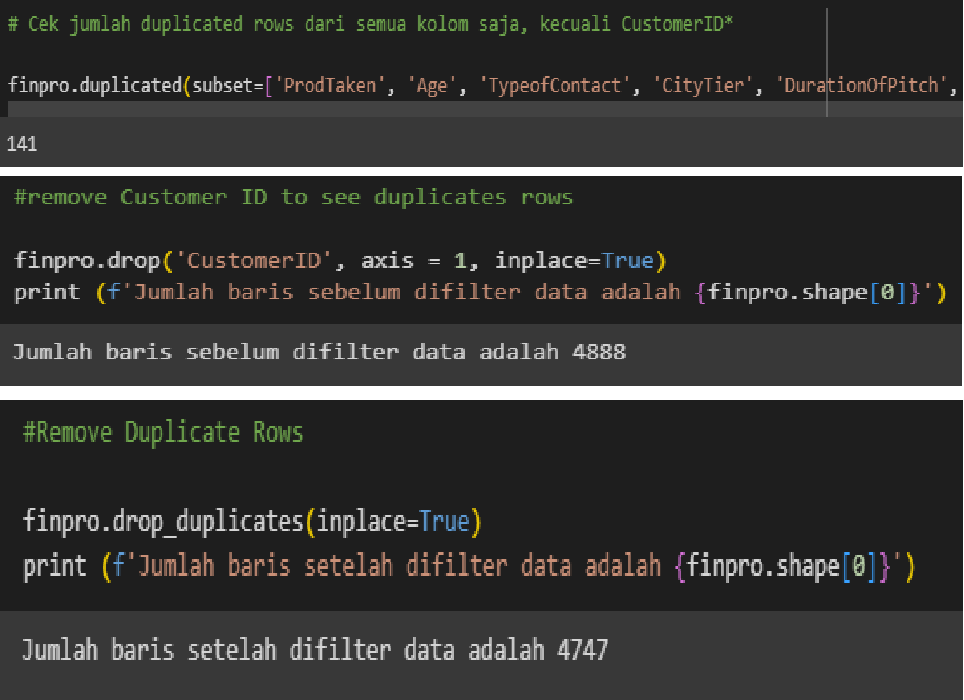 # Cek jumlah duplicated rows dari semua kolom saja, kecuali CustomerID*
finpro.duplicated(subset=['ProdTaken', 'Age', 'TypeofContact', 'CityTier', 'DurationOfPitch',
141
#remove Customer ID to see duplicates rows
finpro.drop('CustomerID', axis = 1, inplace=True)
print (f'Jumlah baris sebelum difilter data adalah {finpro.shape[0]}')
Jumlah baris sebelum difilter data adalah 4888
#Remove Duplicate Rows
finpro.drop_duplicates(inplace=True)
print (f'Jumlah baris setelah difilter data adalah {finpro.shape[0]}')
Jumlah baris setelah difilter data adalah 4747